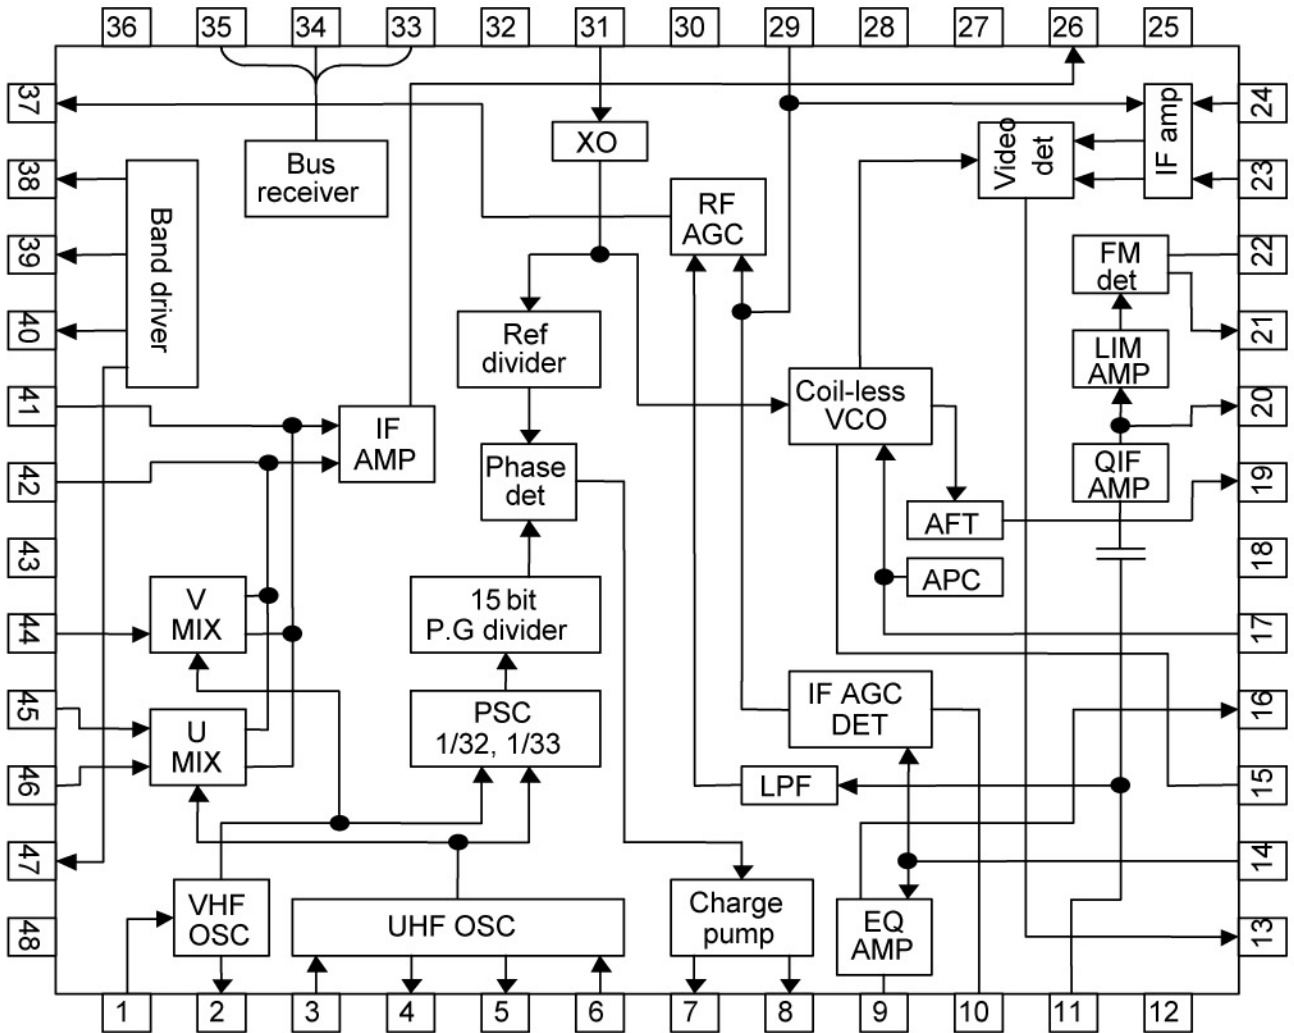 36 35 34 33 32 31 30 29 28 27 26 25
37
24
XO
Video
det
IF amp
38
Bus
receiver
23
RF
AGC
Band driver
39
FM
det
22
40
Ref
divider
LIM
AMP
21
41
IF
AMP
Coil-less
VCO
20
42
Phase
det
QIF
AMP
19
AFT
43
APC
18
V
MIX
15 bit
P.G divider
44
17
45
U
MIX
PSC
1/32, 1/33
IF AGC
DET
16
46
LPF
15
47
14
VHF
OSC
UHF OSC
Charge
pump
EQ
AMP
48
13
1 2 3 4 5 6 7 8 9 10 11 12